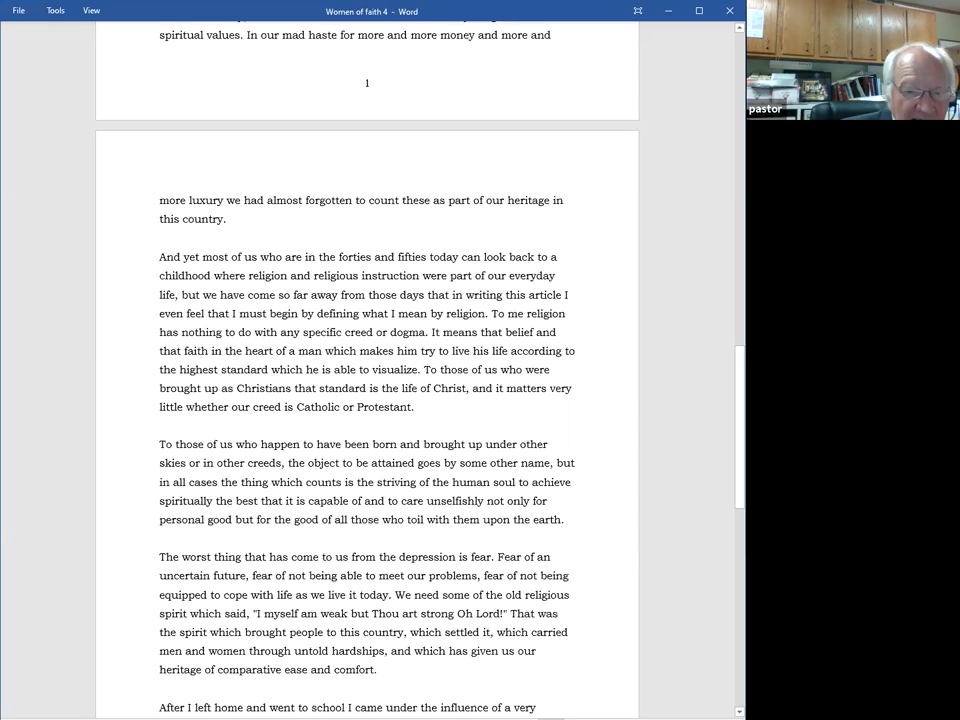 File Tools View Women of faith 4 - Word
spiritual values. In our mad haste for more and more money and more and
1
more luxury we had almost forgotten to count these as part of our heritage in
this country.
And yet most of us who are in the forties and fifties today can look back to a
childhood where religion and religious instruction were part of our everyday
life, but we have come so far away from those days that in writing this article I
even feel that I must begin by defining what I mean by religion. To me religion
has nothing to do with any specific creed or dogma. It means that belief and
that faith in the heart of a man which makes him try to live his life according to
the highest standard which he is able to visualize. To those of us who were
brought up as Christians that standard is the life of Christ, and it matters very
little whether our creed is Catholic or Protestant.
To those of us who happen to have been born and brought up under other
skies or in other creeds, the object to be attained goes by some other name, but
in all cases the thing which counts is the striving of the human soul to achieve
spiritually the best that it is capable of and to care unselfishly not only for
personal good but for the good of all those who toil with them upon the earth.
The worst thing that has come to us from the depression is fear. Fear of an
uncertain future, fear of not being able to meet our problems, fear of not being
equipped to cope with life as we live it today. We need some of the old religious
spirit which said, "I myself am weak but Thou art strong Oh Lord!" That was
the spirit which brought people to this country, which settled it, which carried
men and women through untold hardships, and which has given us our
heritage of comparative ease and comfort.
After I left home and went to school I came under the influence of a very
pastor